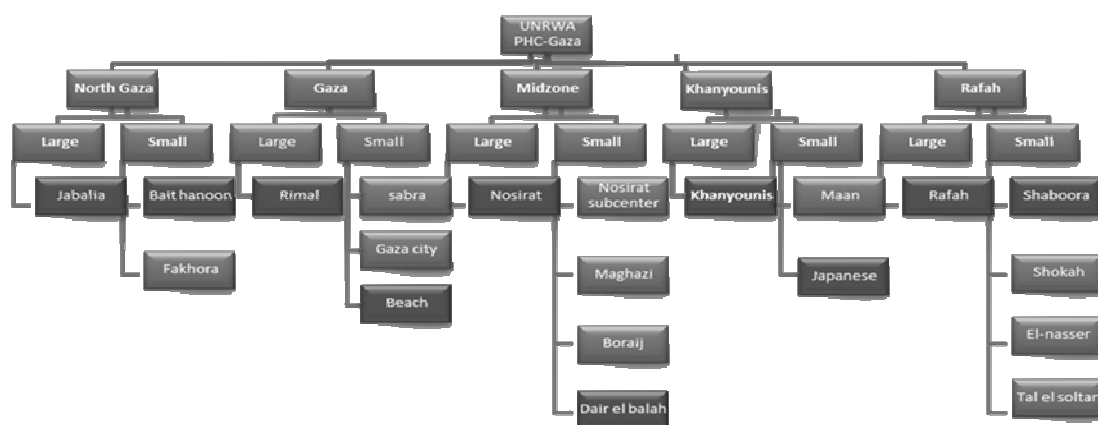 UNRWA
PHC-Gaza
North Gaza
Gaza
Midzone
Khanyounis
Rafah
Large
Small
Large
Small
Large
Small
Large
Small
Large
Small
Jabalia
Bait hanoon
Rimal
sabra
Nosirat
Nosirat
subcenter
Khanyounis
Maan
Rafah
Shaboora
Fakhora
Gaza city
Maghazi
Japanese
Shokah
Beach
Boraij
El-nasser
Dair el balah
Tal el soltan